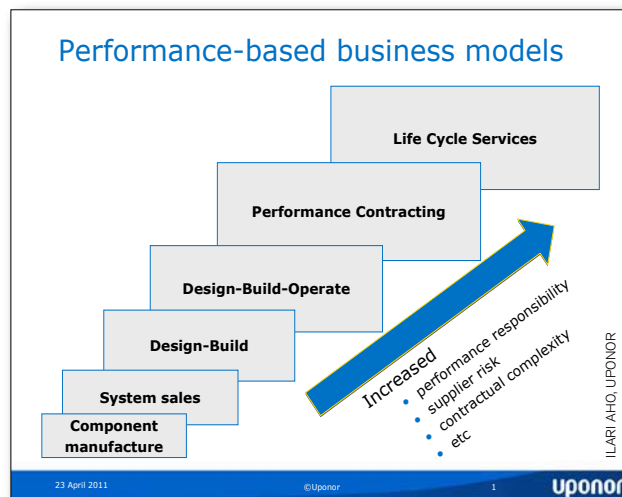 Performance-based business models
Life Cycle Services
Performance Contracting
Design-Build-Operate
Design-Build
System sales
Component
manufacture
Increased
• performance responsibility
• supplier risk
• contractual complexity
• etc
ILARI AHO, UPONOR
23 April 2011
©Uponor
1
uponor